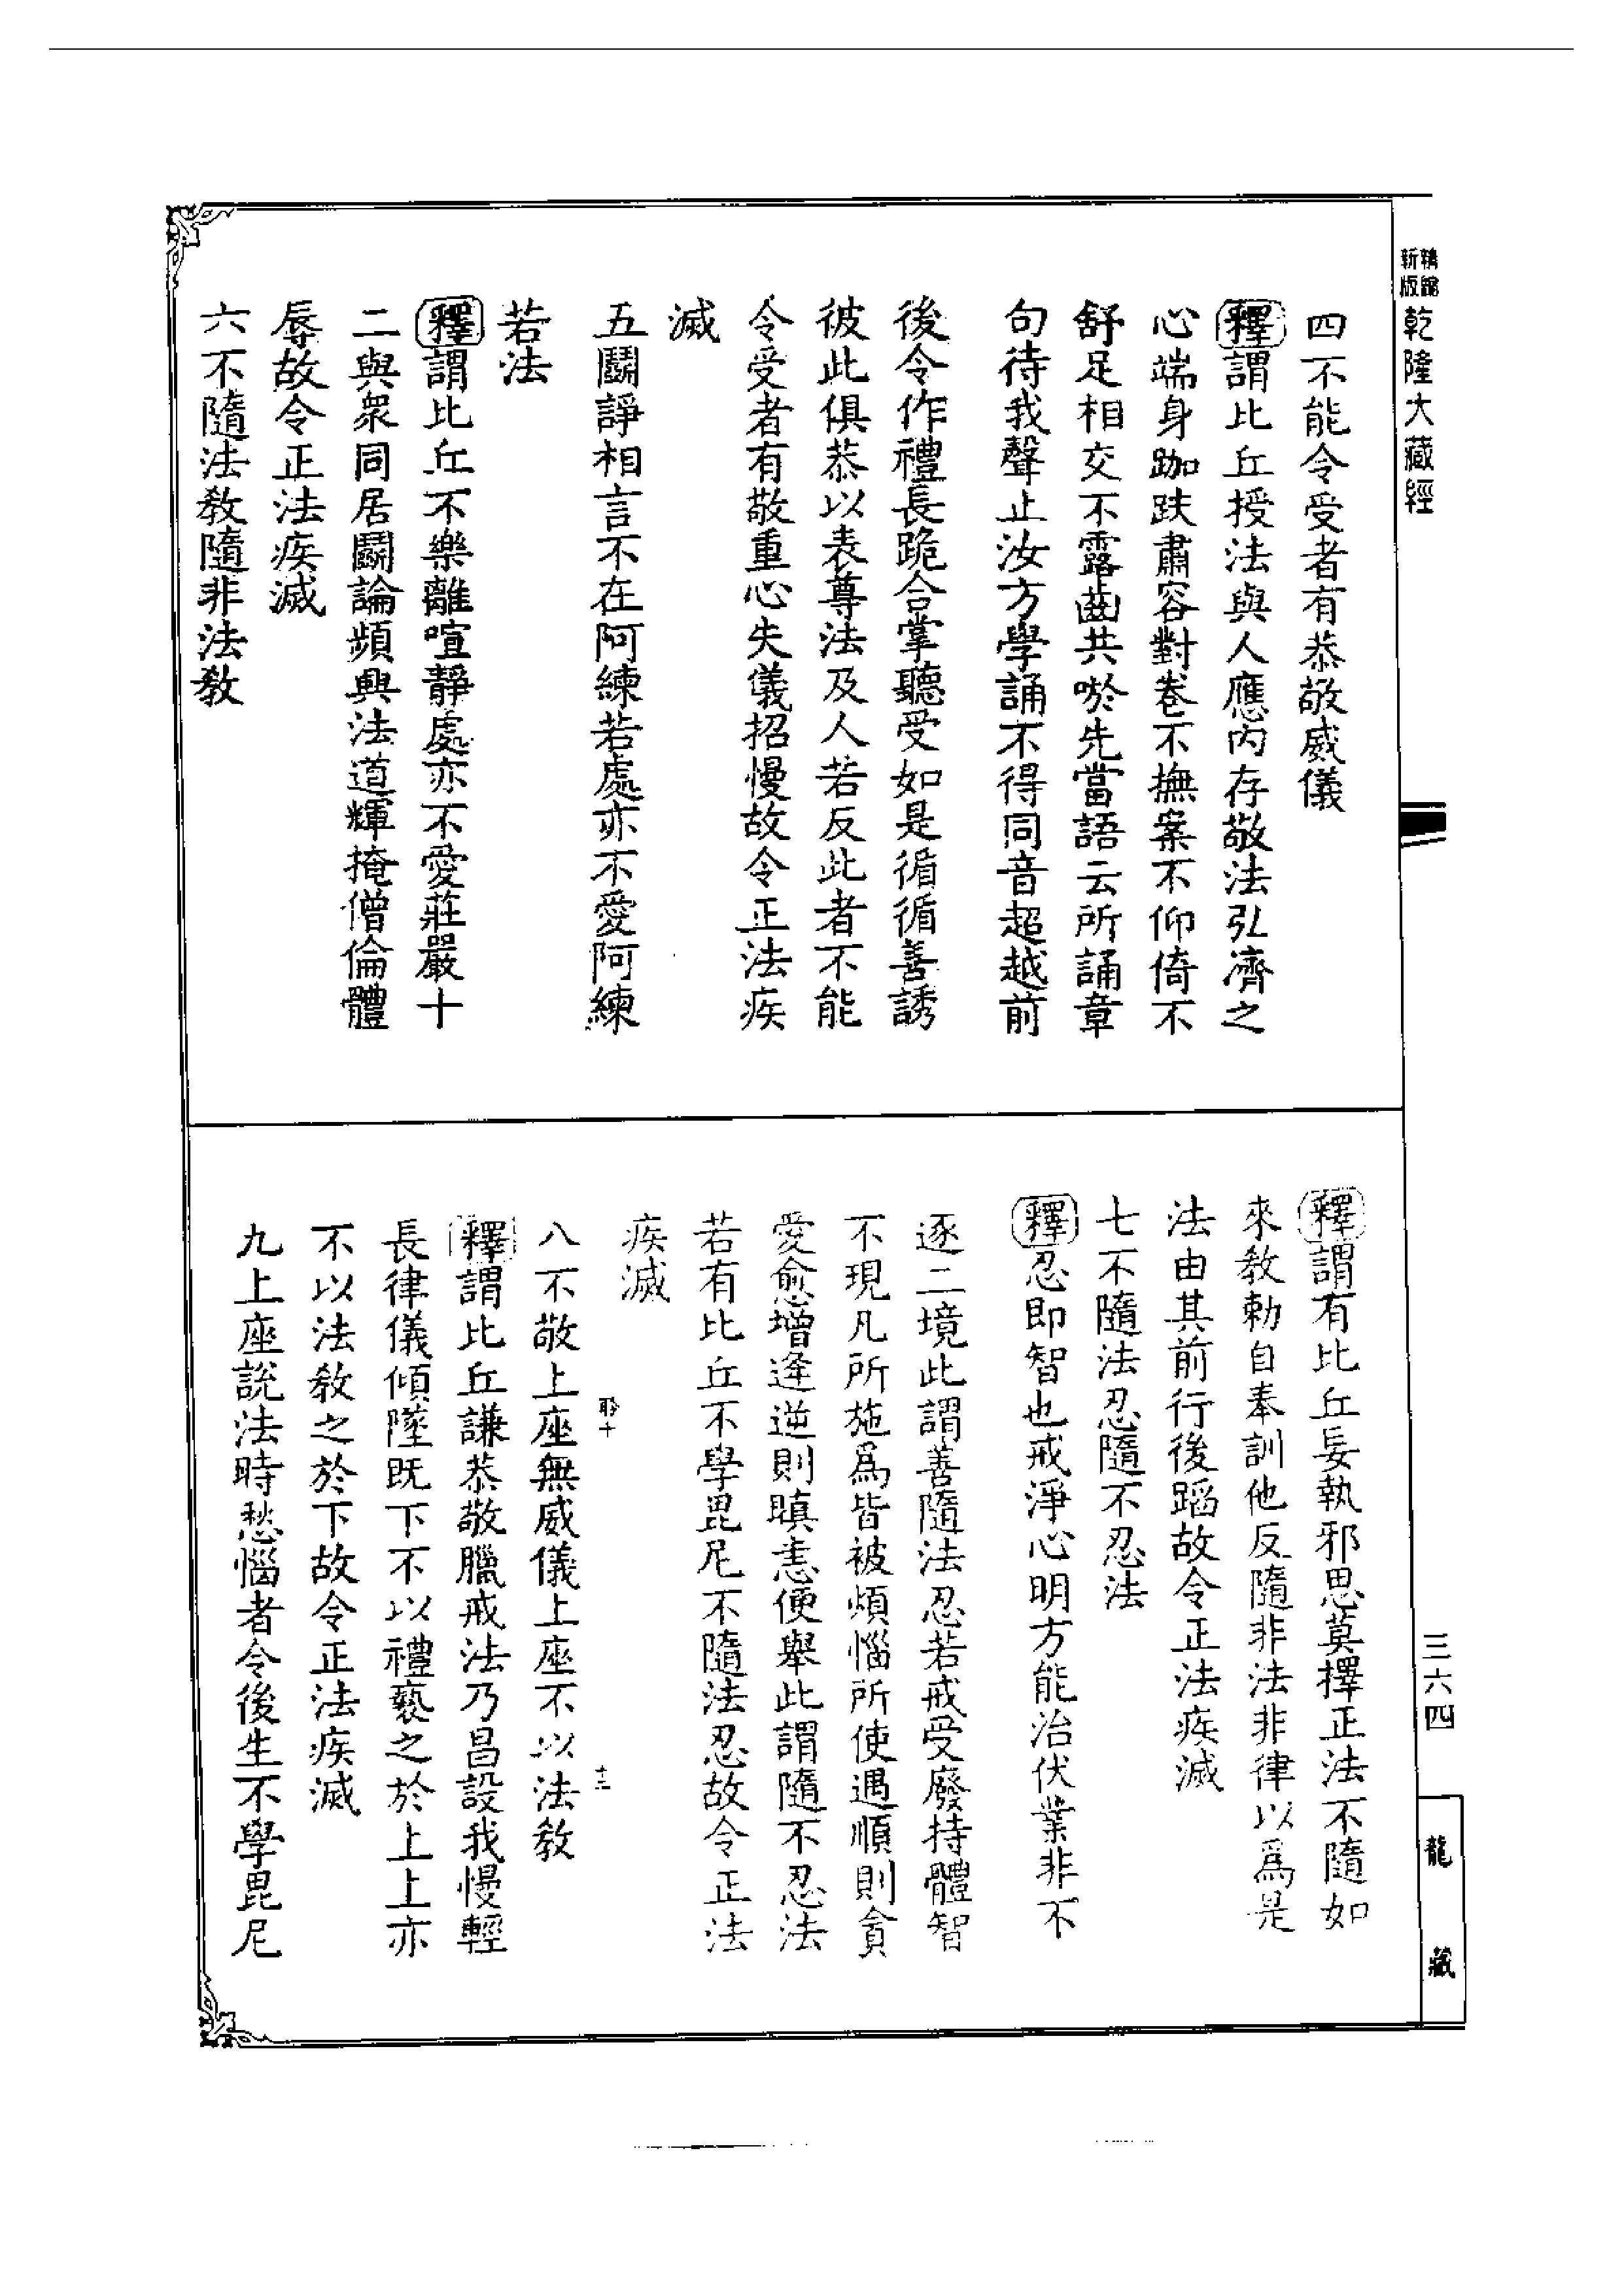 新版精縮乾隆大藏經
四不能令受者有恭敬威儀
釋謂比丘授法與人應內存敬法弘濟之
心端身跏趺肅容對卷不撫案不仰倚不
舒足相交不露齒共唹先當語云所誦章
句待我聲止汝方學誦不得同音超越前
後令作禮長跪合掌聽受如是循循善誘
彼此俱恭以表尊法及人若反此者不能
令受者有敬重心失儀招慢故令正法疾
滅
五鬬諍相言不在阿練若處亦不愛阿練
若法
釋謂比丘不樂離喧靜處亦不愛莊嚴十
二與衆同居鬬論頻興法道輝掩僧倫體
辱故令正法疾滅
六不隨法教隨非法教
釋謂有比丘妄執邪思莫擇正法不隨如
來教勅自奉訓他反隨非法非律以爲是
法由其前行後蹈故令正法疾滅
七不隨法忍隨不忍法
釋忍即智也戒淨心明方能治伏業非不
逐二境此謂善隨法忍若戒受廢持體智
不現凡所施爲皆被煩惱所使遇順則貪
愛愈增逢逆則瞋恚便舉此謂隨不忍法
若有比丘不學毘尼不隨法忍故令正法
疾滅
十
十三
八不敬上座無威儀上座不以法教
釋謂比丘謙恭敬臘戒法乃昌設我慢輕
長律儀傾墜既下不以禮褻之於上上亦
不以法教之於下故令正法疾滅
九上座說法時愁惱者令後生不學毘尼
三六四
龍藏